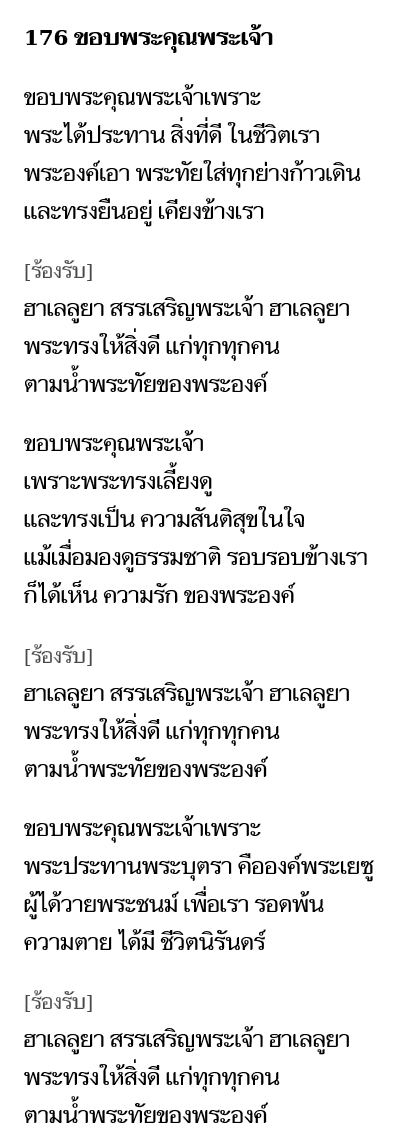 176 ขอบพระคุณพระเจ้า
ขอบพระคุณพระเจ้าเพราะ
พระได้ประทาน สิ่งที่ดี ในชีวิตเรา
พระองค์เอา พระทัยใส่ทุกย่างก้าวเดิน
และทรงยืนอยู่ เคียงข้างเรา
[ร้องรับ]
ฮาเลลูยา สรรเสริญพระเจ้า ฮาเลลูยา
พระทรงให้สิ่งดี แก่ทุกทุกคน
ตามน้ำพระทัยของพระองค์
ขอบพระคุณพระเจ้า
เพราะพระทรงเลี้ยงดู
และทรงเป็น ความสันติสุขในใจ
แม้เมื่อมองดูธรรมชาติ รอบรอบข้างเรา
ก็ได้เห็น ความรัก ของพระองค์
[ร้องรับ]
ฮาเลลูยา สรรเสริญพระเจ้า ฮาเลลูยา
พระทรงให้สิ่งดี แก่ทุกทุกคน
ตามน้ำพระทัยของพระองค์
ขอบพระคุณพระเจ้าเพราะ
พระประทานพระบุตรา คือองค์พระเยซู
ผู้ได้วายพระชนม์ เพื่อเรา รอดพ้น
ความตาย ได้มี ชีวิตนิรันดร์
[ร้องรับ]
ฮาเลลูยา สรรเสริญพระเจ้า ฮาเลลูยา
พระทรงให้สิ่งดี แก่ทุกทุกคน
ตามน้ำพระทัยของพระองค์